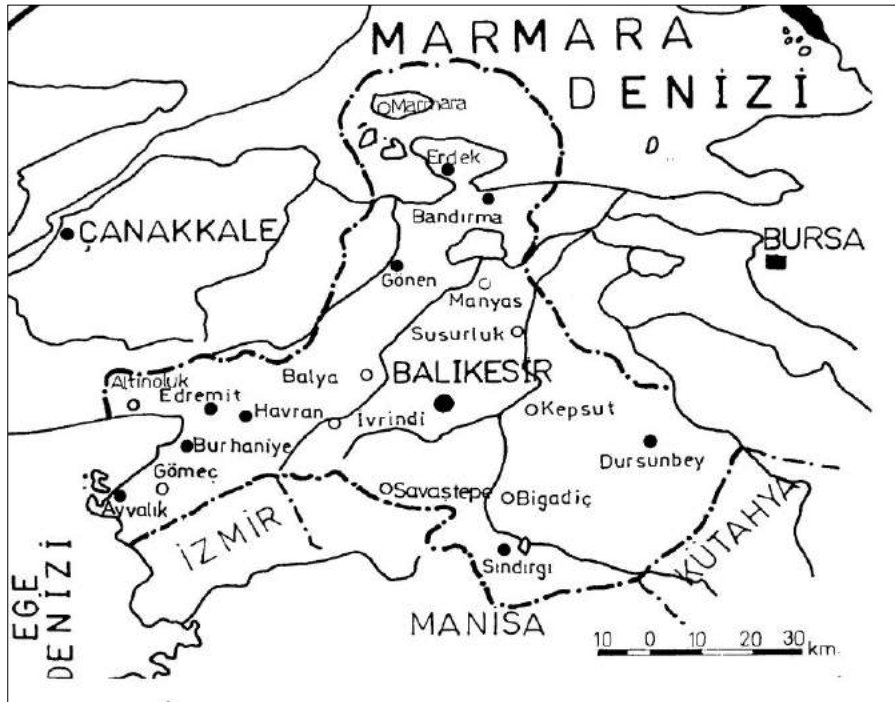 MARMARA
DENİZİ
Marmara
Erdek
Bandırma
ÇANAKKALE
BURSA
Gönen
Manyas
Susurluk
Balya
BALIKESİR
Altınoluk
Edremit
Havran
İvrindi
Kepsut
Burhaniye
Dursunbey
Gömeç
Ayvalık
Savaştepe
Bigadiç
İZMİR
KÜTAHYA
Sındırgı
EGE
DENİZİ
MANİSA
10 0 10 20 30 km.